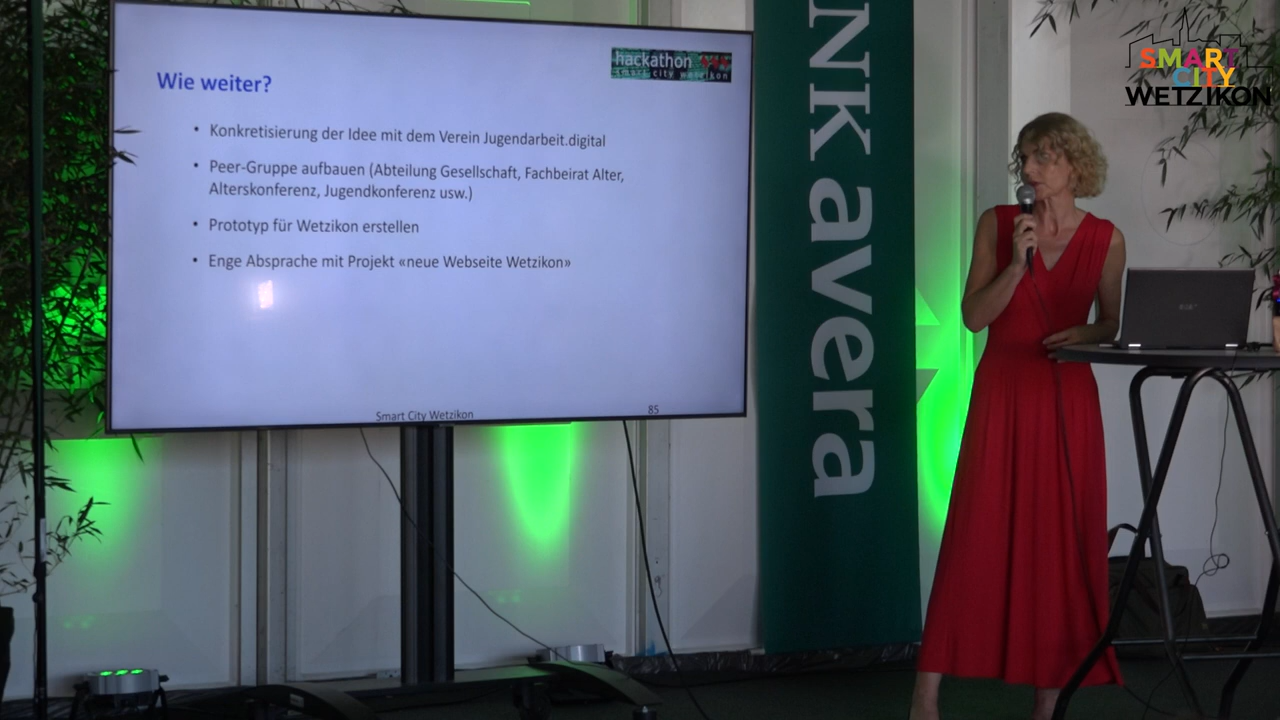 hackathon
smart city wetzikon
Wie weiter?
• Konkretisierung der Idee mit dem Verein Jugendarbeit.digital
• Peer-Gruppe aufbauen (Abteilung Gesellschaft, Fachbeirat Alter,
Alterskonferenz, Jugendkonferenz usw.)
• Prototyp für Wetzikon erstellen
• Enge Absprache mit Projekt «neue Webseite Wetzikon»
Smart City Wetzikon
85
NKavera
SMART
CITY
WETZIKON